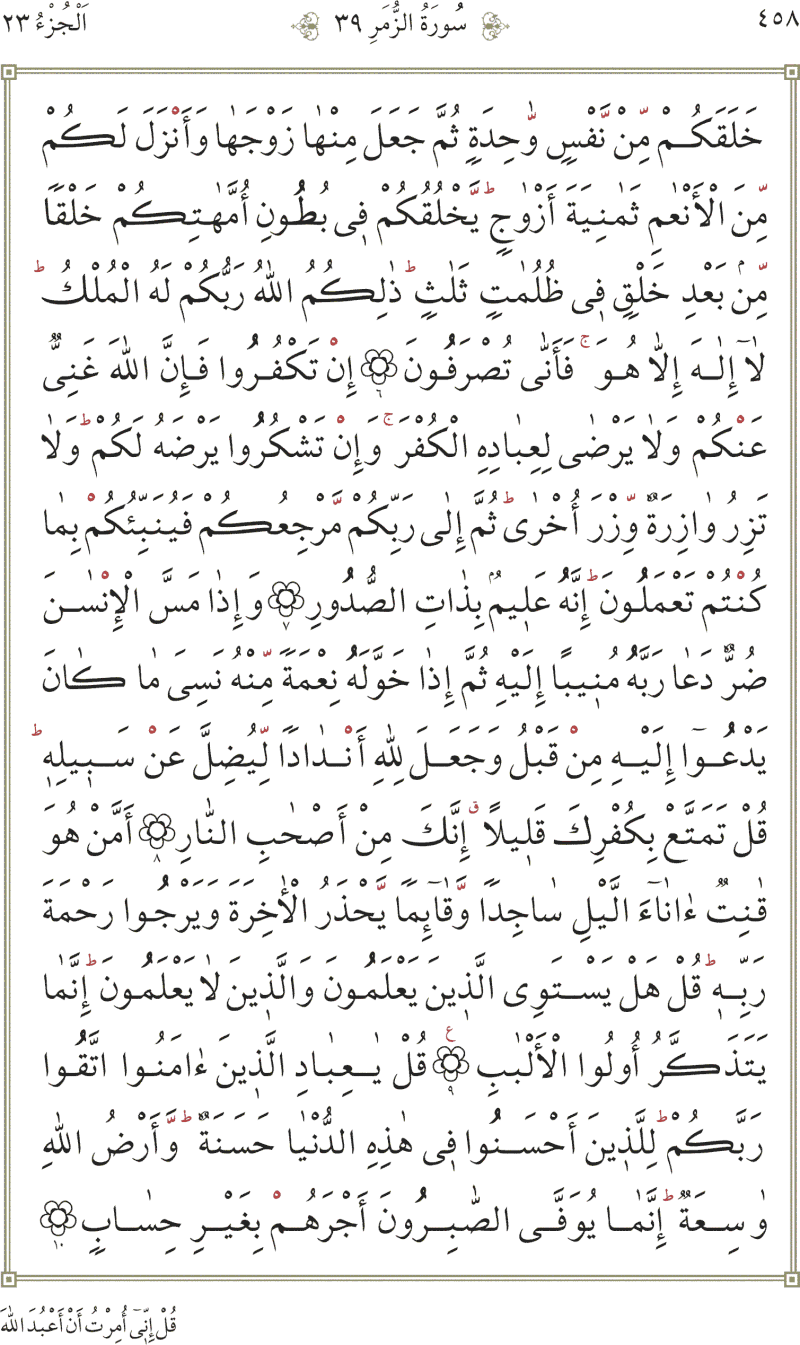 ٤٥٨ سُورَةُ الزُّمَرِ ٣٩ اَلْجُزْءُ ٢٣
خَلَقَكُمْ مِّنْ نَّفْسٍ وّٰحِدَةٍ ثُمَّ جَعَلَ مِنْهٰا زَوْجَهٰا وَأَنْزَلَ لَكُمْ
مِّنَ الْأَنْعٰمِ ثَمٰنِيَةَ أَزْوٰاجٍ ۚ يَّخْلُقُكُمْ فٖي بُطُونِ أُمَّهٰتِكُمْ خَلْقًا
مِّنۢ بَعْدِ خَلْقٍ فٖي ظُلُمٰتٍ ثَلٰثٍ ؕ ذٰلِكُمُ اللّٰهُ رَبُّكُمْ لَهُ الْمُلْكُ ؕ
لٰٓا إِلٰهَ إِلّٰا هُوَ ۚ فَأَنّٰى تُصْرَفُونَ ۝٦ إِنْ تَكْفُرُوا فَإِنَّ اللّٰهَ غَنِيٌّ
عَنْكُمْ وَلٰا يَرْضٰى لِعِبٰادِهِ الْكُفْرَ ۚ وَإِنْ تَشْكُرُوا يَرْضَهُ لَكُمْ ؕ وَلٰا
تَزِرُ وٰازِرَةٌ وِّزْرَ أُخْرٰى ؕ ثُمَّ إِلٰى رَبِّكُمْ مَّرْجِعُكُمْ فَيُنَبِّئُكُمْ بِمٰا
كُنْتُمْ تَعْمَلُونَ ؕ إِنَّهُ عَلٖيمٌۢ بِذٰاتِ الصُّدُورِ ۝٧ وَإِذٰا مَسَّ الْإِنْسٰنَ
ضُرٌّ دَعٰا رَبَّهُ مُنٖيبًا إِلَيْهِ ثُمَّ إِذٰا خَوَّلَهُ نِعْمَةً مِّنْهُ نَسِيَ مٰا كٰانَ
يَدْعُوٓا إِلَيْهِ مِنْ قَبْلُ وَجَعَلَ لِلّٰهِ أَنْدٰادًا لِّيُضِلَّ عَنْ سَبٖيلِهٖ ؕ
قُلْ تَمَتَّعْ بِكُفْرِكَ قَلٖيلًا ۗ إِنَّكَ مِنْ أَصْحٰبِ النّٰارِ ۝٨ أَمَّنْ هُوَ
قٰنِتٌ ءٰانٰٓاءَ الَّيْلِ سٰاجِدًا وَّقٰٓائِمًا يَّحْذَرُ الْأٰخِرَةَ وَيَرْجُوا رَحْمَةَ
رَبِّهٖ ؕ قُلْ هَلْ يَسْتَوِي الَّذٖينَ يَعْلَمُونَ وَالَّذٖينَ لٰا يَعْلَمُونَ ؕ إِنَّمٰا
يَتَذَكَّرُ أُولُوا الْأَلْبٰبِ ۝٩ ع قُلْ يٰعِبٰادِ الَّذٖينَ ءٰامَنُوا اتَّقُوا
رَبَّكُمْ ؕ لِلَّذٖينَ أَحْسَنُوا فٖي هٰذِهِ الدُّنْيٰا حَسَنَةٌ ؕ وَّأَرْضُ اللّٰهِ
وٰسِعَةٌ ؕ إِنَّمٰا يُوَفَّى الصّٰبِرُونَ أَجْرَهُمْ بِغَيْرِ حِسٰابٍ ۝١٠
قُلْ إِنّٖيٓ أُمِرْتُ أَنْ أَعْبُدَ اللّٰهَ